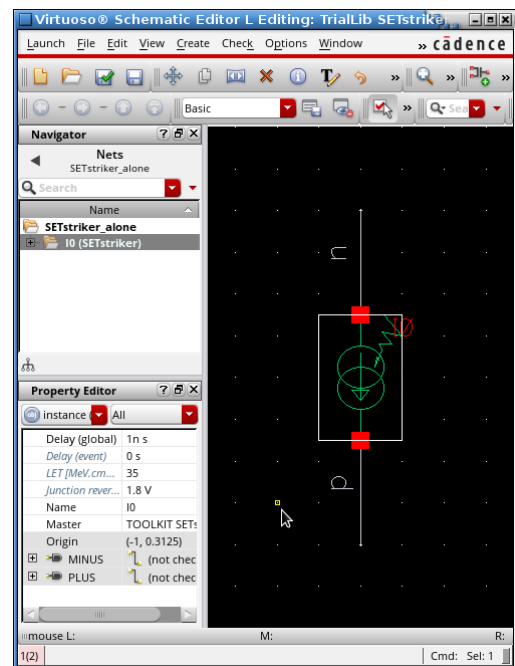 Virtuoso® Schematic Editor L Editing: TrialLib SETstrike
Launch File Edit View Create Check Options Window » cādence
» » »
Basic » Sea
Navigator
Nets
SETstriker_alone
Search
Name
SETstriker_alone
I0 (SETstriker)
Property Editor
instance ( All
Delay (global) 1n s
Delay (event) 0 s
LET [MeV.cm... 35
Junction rever... 1.8 V
Name I0
Master TOOLKIT SETs
Origin (-1, 0.3125)
MINUS (not chec
PLUS (not chec
n
p
mouse L: M: R:
1(2) Cmd: Sel: 1